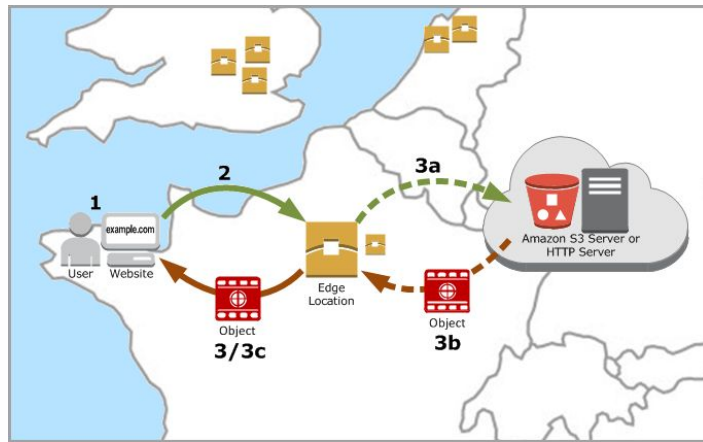 1
2
3a
example.com
User
Website
Edge
Location
Amazon S3 Server or
HTTP Server
Object
3/3c
Object
3b